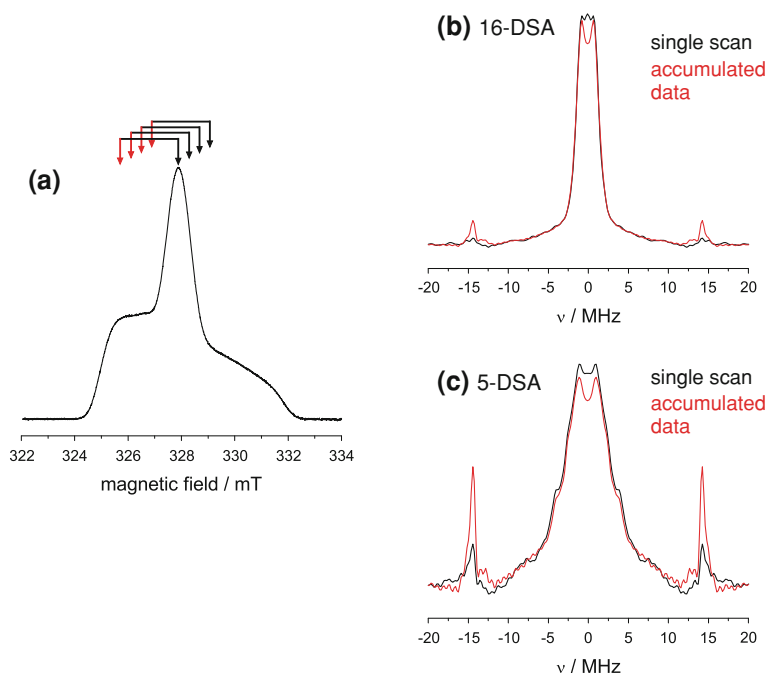 (a)
322 324 326 328 330 332 334
magnetic field / mT
(b) 16-DSA
single scan
accumulated
data
-20 -15 -10 -5 0 5 10 15 20
ν / MHz
(c) 5-DSA
single scan
accumulated
data
-20 -15 -10 -5 0 5 10 15 20
ν / MHz